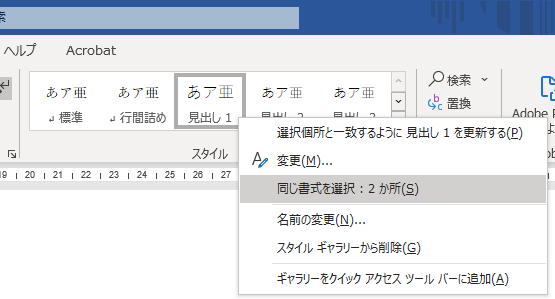 索
ヘルプ Acrobat
あア亜 あア亜 あア亜 あア亜 あア亜 検索
↲ 標準 ↲ 行間詰め 見出し 1 置換 Adobe P
スタイル
選択個所と一致するように 見出し 1 を更新する(P)
変更(M)...
同じ書式を選択 : 2 か所(S)
名前の変更(N)...
スタイル ギャラリーから削除(G)
ギャラリーをクイック アクセス ツール バーに追加(A)
19 20 21 22 23 24 25 26 27